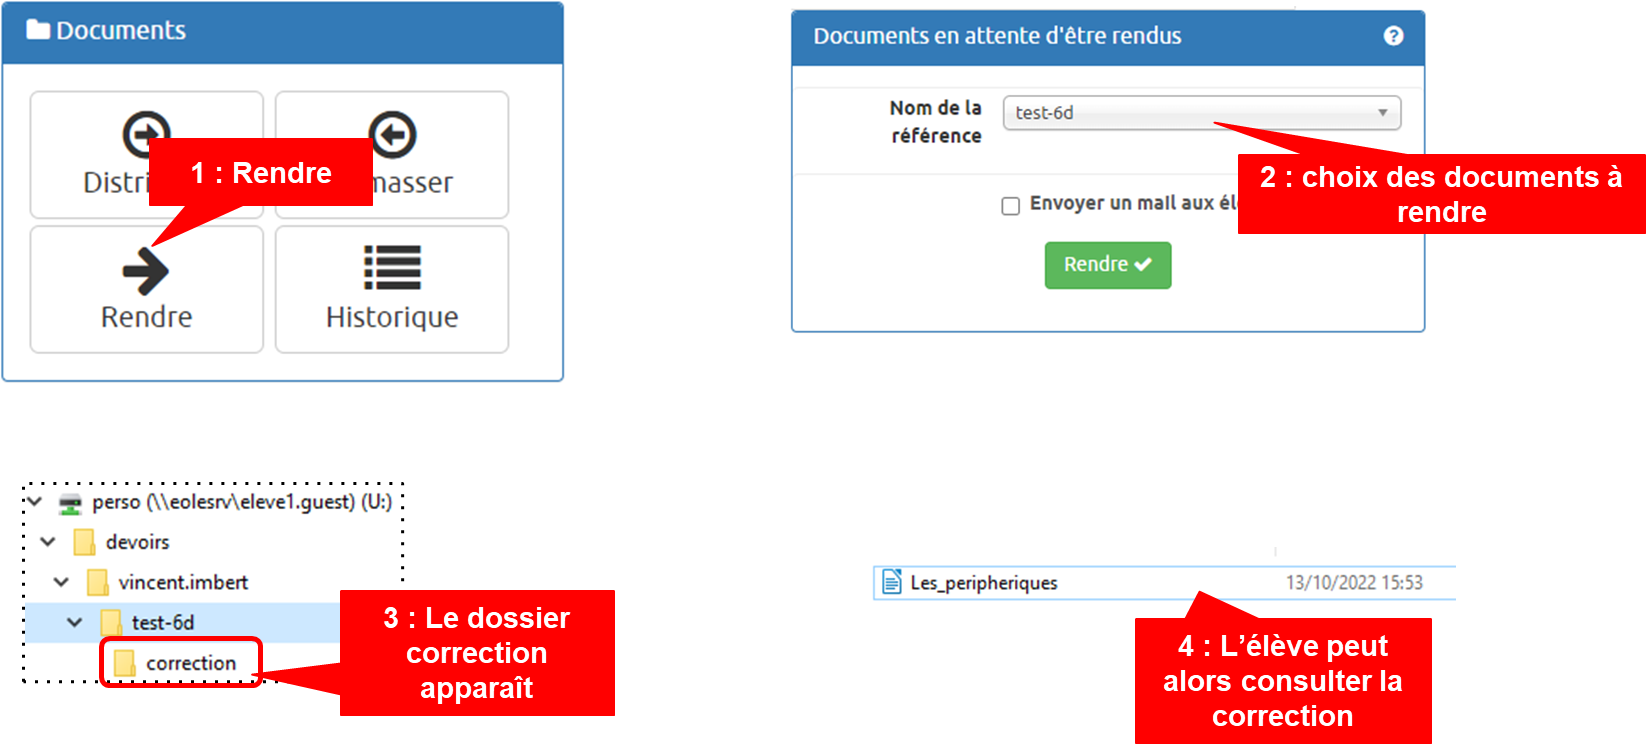 Documents
Distri
1 : Rendre
masser
Rendre
Historique
Documents en attente d'être rendus
Nom de la
référence
test-6d
2 : choix des documents à
rendre
Envoyer un mail aux
Rendre
perso (\\eolesrv\eleve1.guest) (U:)
devoirs
vincent.imbert
test-6d
correction
3 : Le dossier
correction
apparaît
Les_peripheriques 13/10/2022 15:53
4 : L’élève peut
alors consulter la
correction